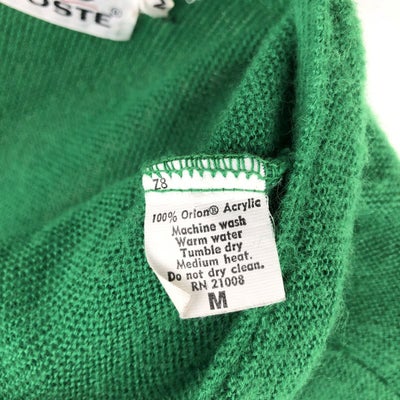 OSTE®
Z8
100% Orlon® Acrylic
Machine wash
Warm water
Tumble dry
Medium heat.
Do not dry clean.
RN 21008
M